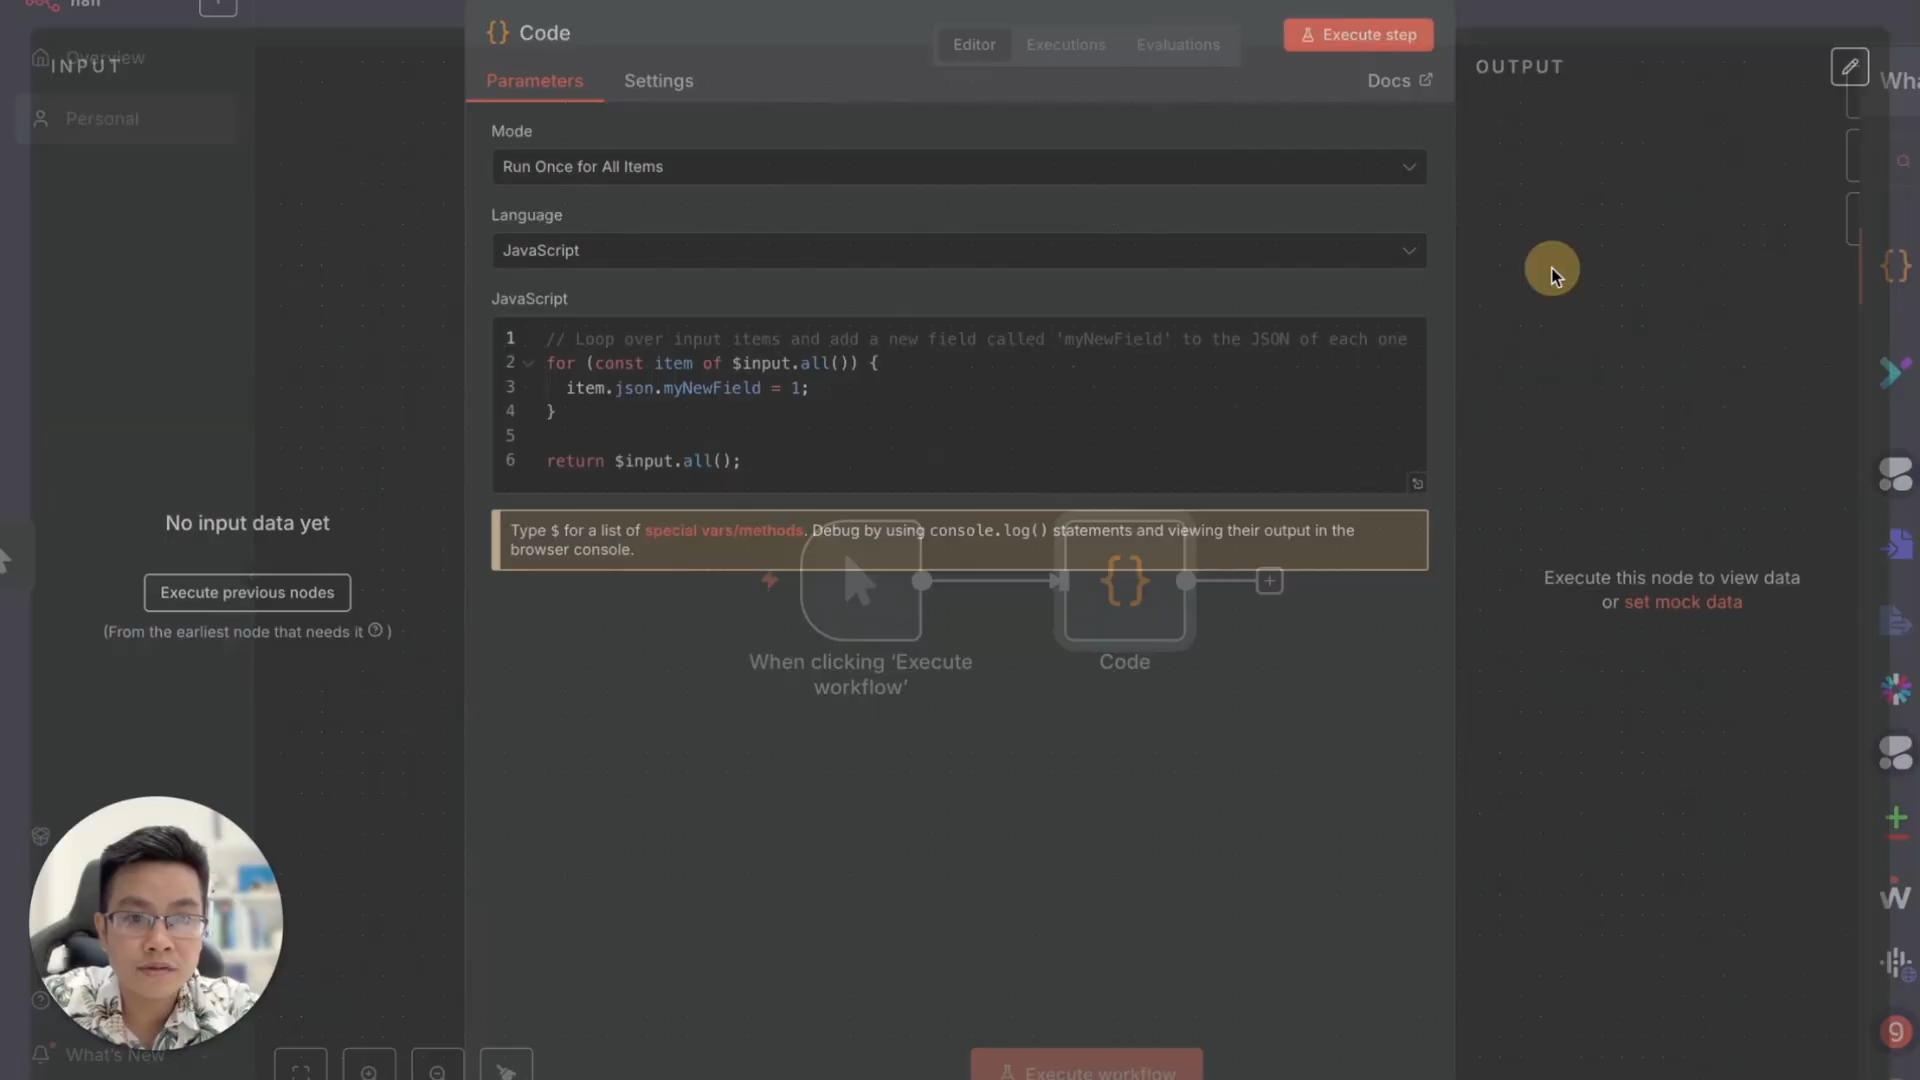 n8n
Overview
INPUT
Personal
Code
Execute step
Editor
Executions
Evaluations
Parameters
Settings
Docs
OUTPUT
Wha
Mode
Run Once for All Items
Language
JavaScript
JavaScript
1 // Loop over input items and add a new field called 'myNewField' to the JSON of each one
2 for (const item of $input.all()) {
3 item.json.myNewField = 1;
4 }
5
6 return $input.all();
Type $ for a list of special vars/methods. Debug by using console.log() statements and viewing their output in the
browser console.
No input data yet
Execute previous nodes
(From the earliest node that needs it ? )
Execute this node to view data
or set mock data
When clicking ‘Execute
workflow’
Code
What's New
Execute workflow